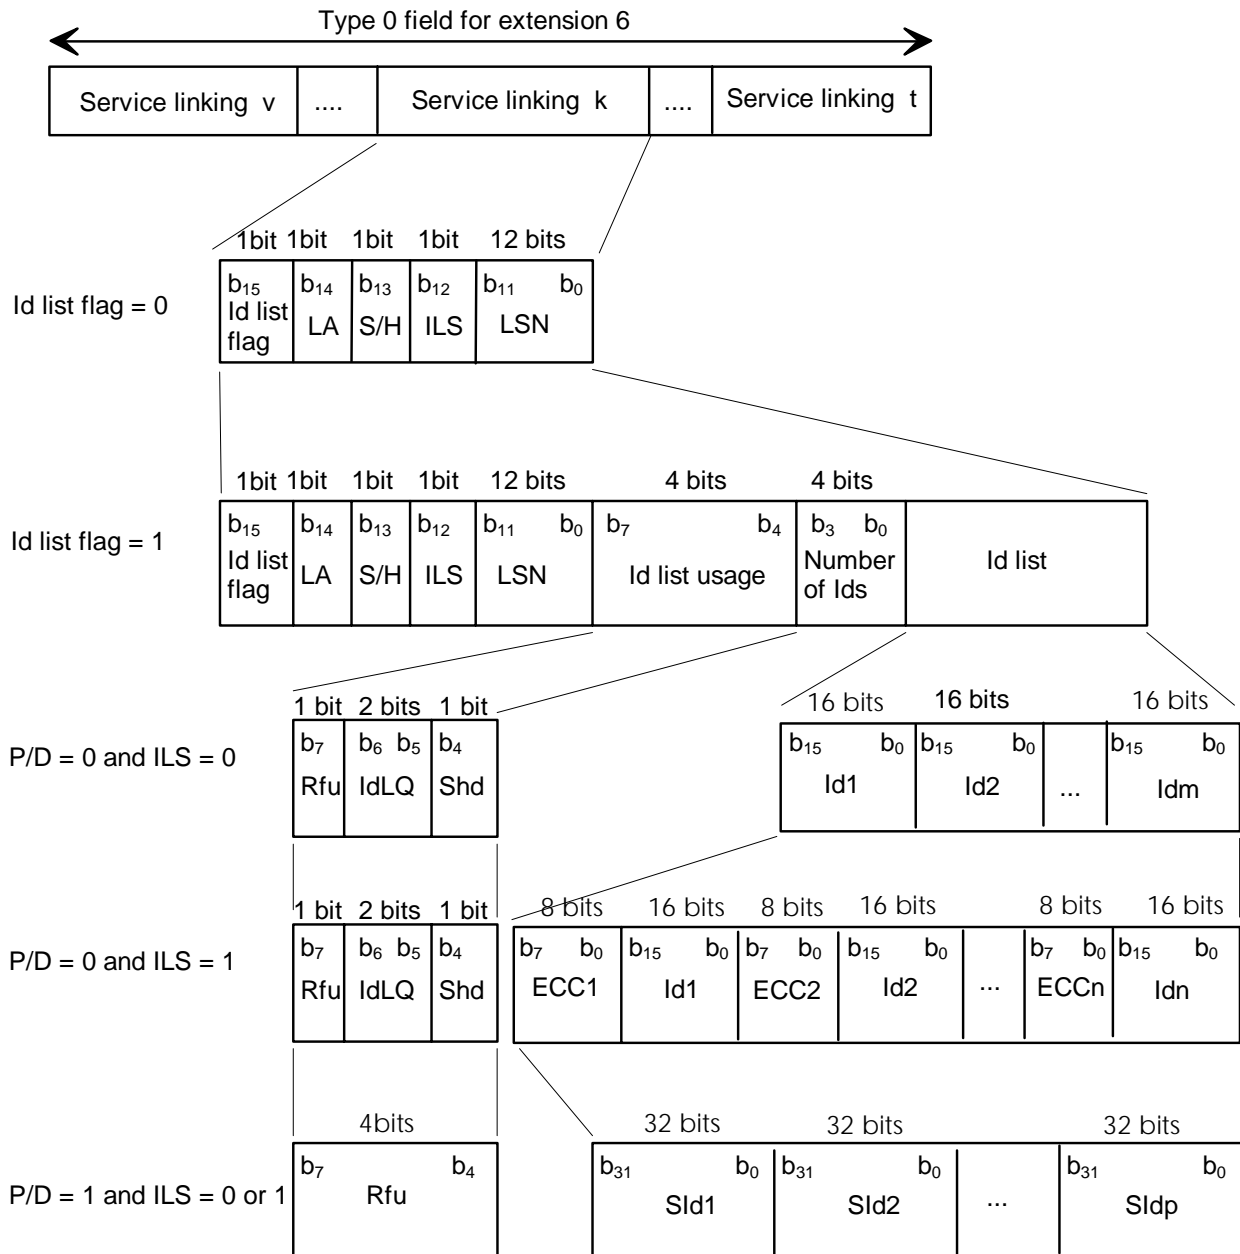 Type 0 field for extension 6
Service linking v .... Service linking k .... Service linking t
1bit 1bit 1bit 1bit 12 bits
Id list flag = 0
b15 b14 b13 b12 b11 b0
Id list
flag LA S/H ILS LSN
1bit 1bit 1bit 1bit 12 bits 4 bits 4 bits
Id list flag = 1
b15 b14 b13 b12 b11 b0 b7 b4 b3 b0
Id list
flag LA S/H ILS LSN Id list usage Number
of Ids Id list
1 bit 2 bits 1 bit 16 bits 16 bits 16 bits
P/D = 0 and ILS = 0
b7 b6 b5 b4 b15 b0 b15 b0 b15 b0
Rfu IdLQ Shd Id1 Id2 ... Idm
1 bit 2 bits 1 bit 8 bits 16 bits 8 bits 16 bits 8 bits 16 bits
P/D = 0 and ILS = 1
b7 b6 b5 b4 b7 b0 b15 b0 b7 b0 b15 b0 b7 b0 b15 b0
Rfu IdLQ Shd ECC1 Id1 ECC2 Id2 ... ECCn Idn
4bits 32 bits 32 bits 32 bits
P/D = 1 and ILS = 0 or 1
b7 b4 b31 b0 b31 b0 b31 b0
Rfu SId1 SId2 ... SIdp